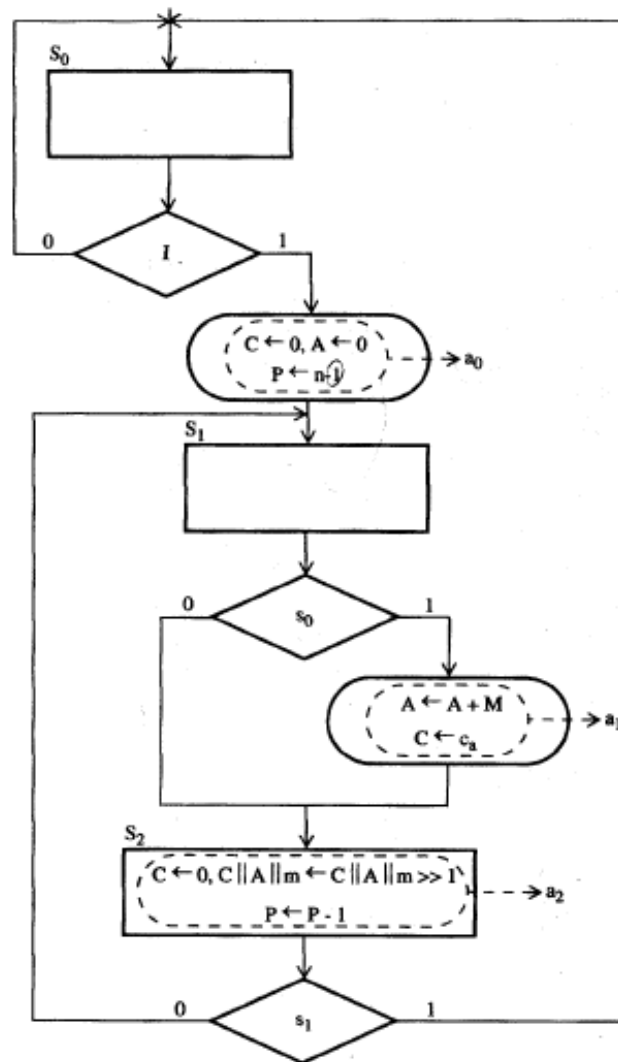 S₀
0 I 1
C ← 0, A ← 0
P ← n-1
a₀
S₁
0 s₀ 1
A ← A + M
C ← cₐ
a₁
S₂
C ← 0, C || A || m ← C || A || m >> 1
P ← P - 1
a₂
0 s₁ 1